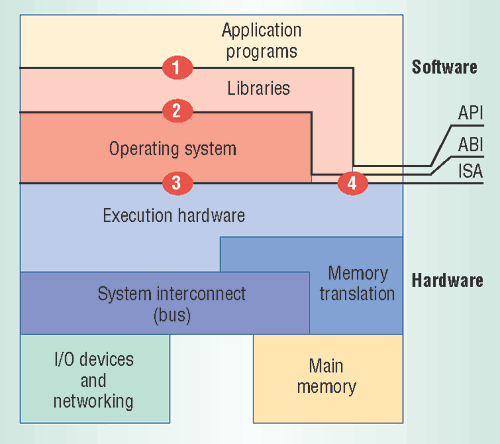 Application
programs
1
Software
Libraries
API
2
ABI
Operating system
ISA
3
4
Execution hardware
Memory
translation
Hardware
System interconnect
(bus)
I/O devices
and
networking
Main
memory